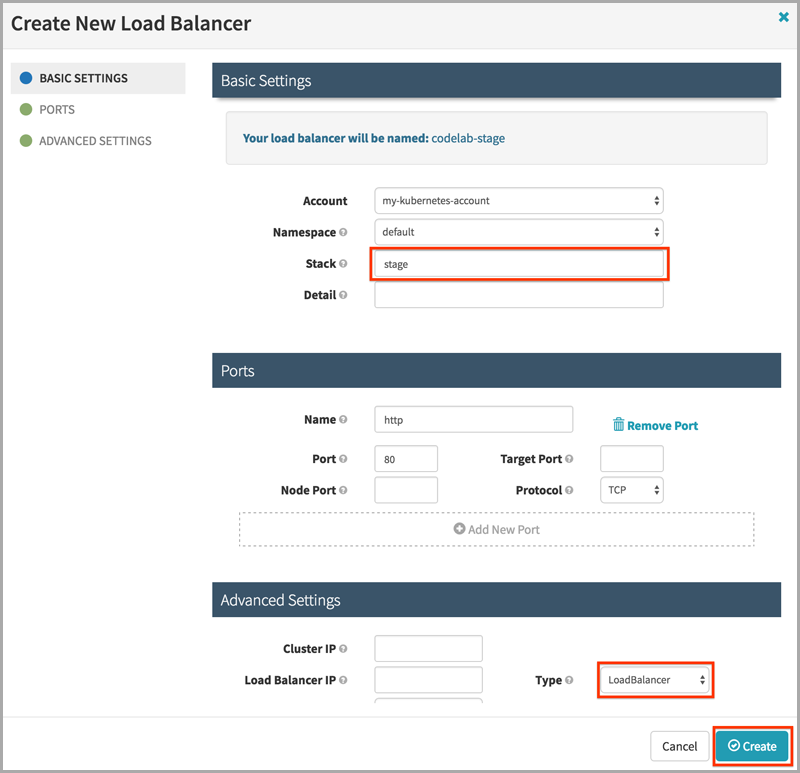 Create New Load Balancer
BASIC SETTINGS
PORTS
ADVANCED SETTINGS
Basic Settings
Your load balancer will be named: codelab-stage
Account my-kubernetes-account
Namespace default
Stack stage
Detail
Ports
Name http Remove Port
Port 80 Target Port
Node Port Protocol TCP
Add New Port
Advanced Settings
Cluster IP
Load Balancer IP Type LoadBalancer
Cancel Create